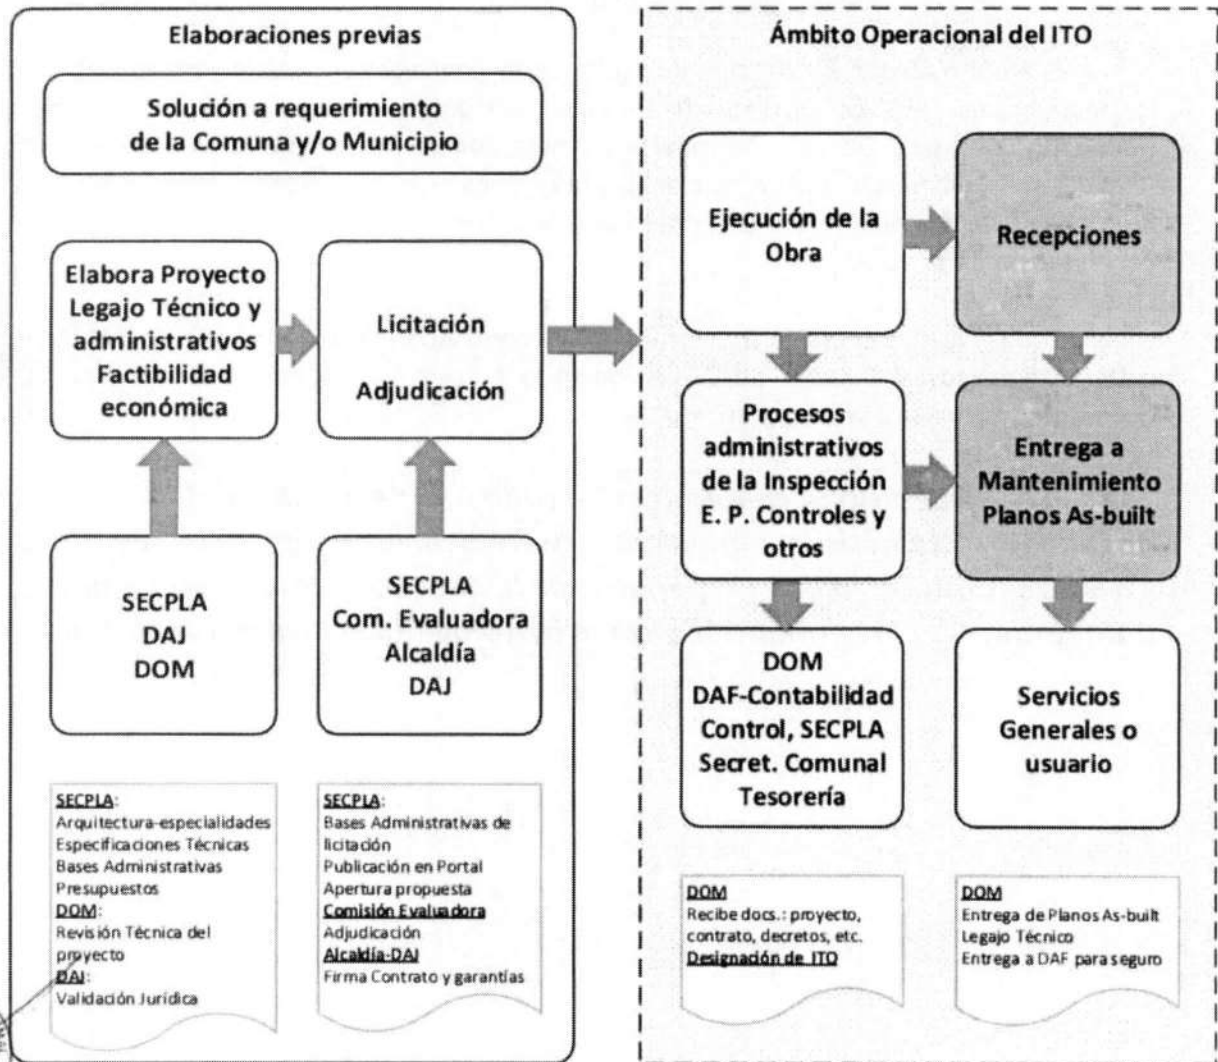 Elaboraciones previas
Solución a requerimiento
de la Comuna y/o Municipio
Elabora Proyecto
Legajo Técnico y
administrativos
Factibilidad
económica
Licitación
Adjudicación
SECPLA
DAJ
DOM
SECPLA
Com. Evaluadora
Alcaldía
DAJ
SECPLA:
Arquitectura-especialidades
Especificaciones Técnicas
Bases Administrativas
Presupuestos
DOM:
Revisión Técnica del
proyecto
DAJ:
Validación Jurídica
SECPLA:
Bases Administrativas de
licitación
Publicación en Portal
Apertura propuesta
Comisión Evaluadora
Adjudicación
Alcaldía-DAJ
Firma Contrato y garantías
Ámbito Operacional del ITO
Ejecución de la
Obra
Recepciones
Procesos
administrativos
de la Inspección
E. P. Controles y
otros
Entrega a
Mantenimiento
Planos As-built
DOM
DAF-Contabilidad
Control, SECPLA
Secret. Comunal
Tesorería
Servicios
Generales o
usuario
DOM
Recibe docs.: proyecto,
contrato, decretos, etc.
Designación de ITO
DOM
Entrega de Planos As-built
Legajo Técnico
Entrega a DAF para seguro